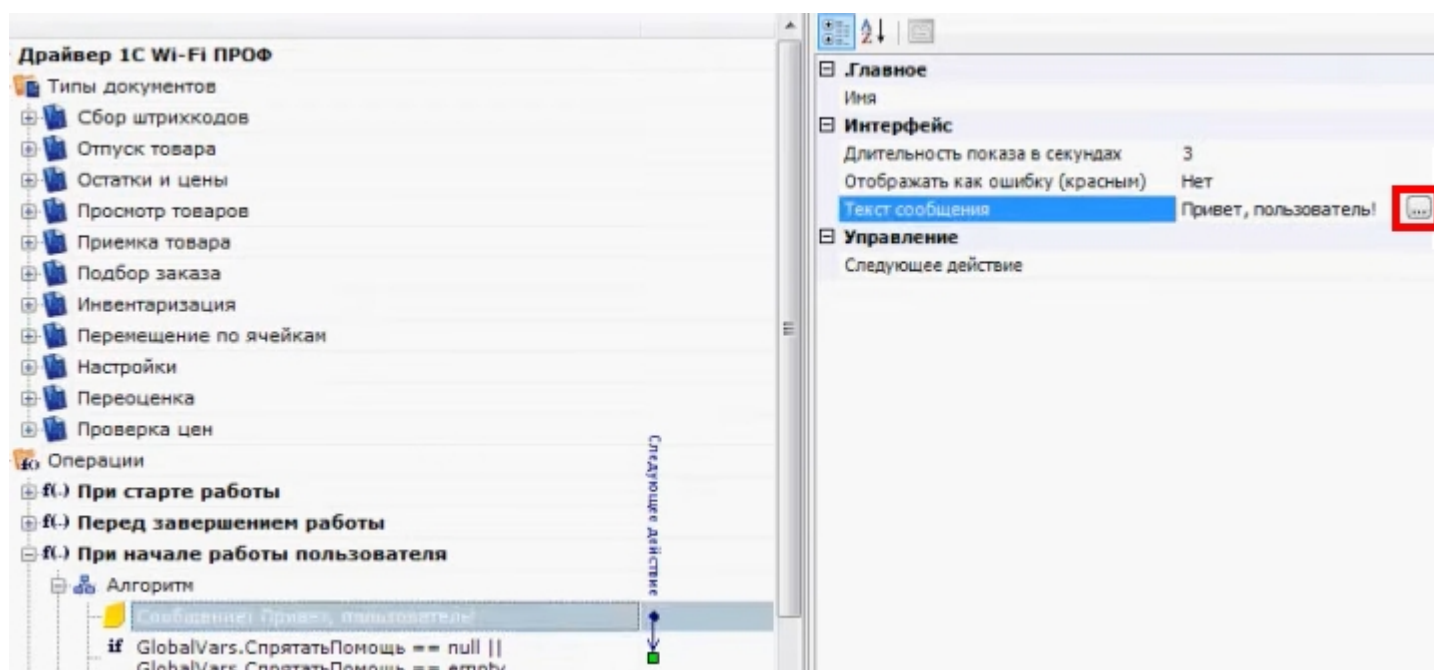 Драйвер 1С Wi-Fi ПРОФ
Типы документов
Сбор штрихкодов
Отпуск товара
Остатки и цены
Просмотр товаров
Приемка товара
Подбор заказа
Инвентаризация
Перемещение по ячейкам
Настройки
Переоценка
Проверка цен
Операции
f(.) При старте работы
f(.) Перед завершением работы
f(.) При начале работы пользователя
Алгоритм
Сообщение: Привет, пользователь!
if GlobalVars.СпрятатьПомощь == null ||
GlobalVars.СпрятатьПомощь == empty
Следующее действие
.Главное
Имя
Интерфейс
Длительность показа в секундах 3
Отображать как ошибку (красным) Нет
Текст сообщения Привет, пользователь! ...
Управление
Следующее действие